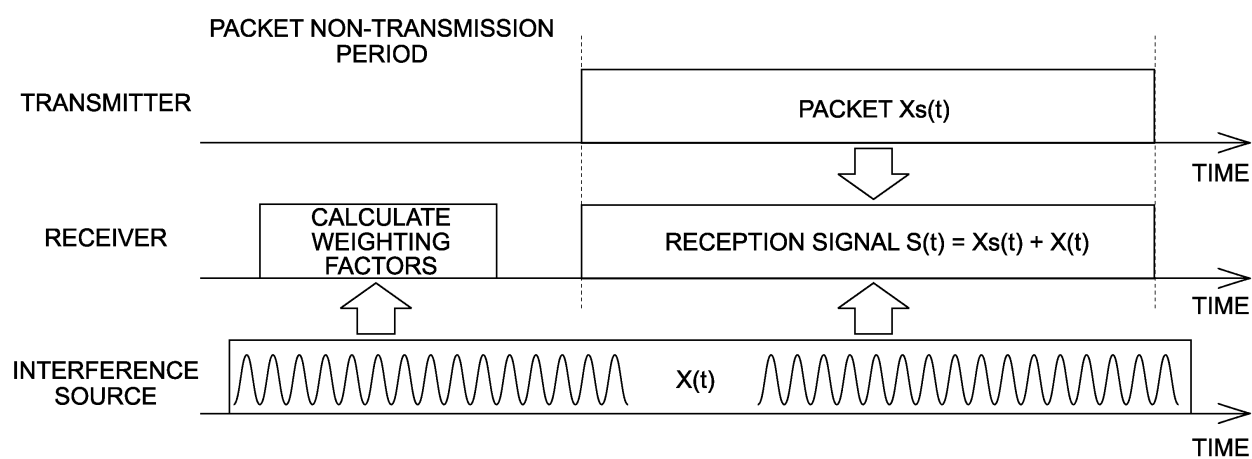 PACKET NON-TRANSMISSION
PERIOD
TRANSMITTER
PACKET Xs(t)
TIME
RECEIVER
CALCULATE
WEIGHTING
FACTORS
RECEPTION SIGNAL S(t) = Xs(t) + X(t)
TIME
INTERFERENCE
SOURCE
X(t)
TIME